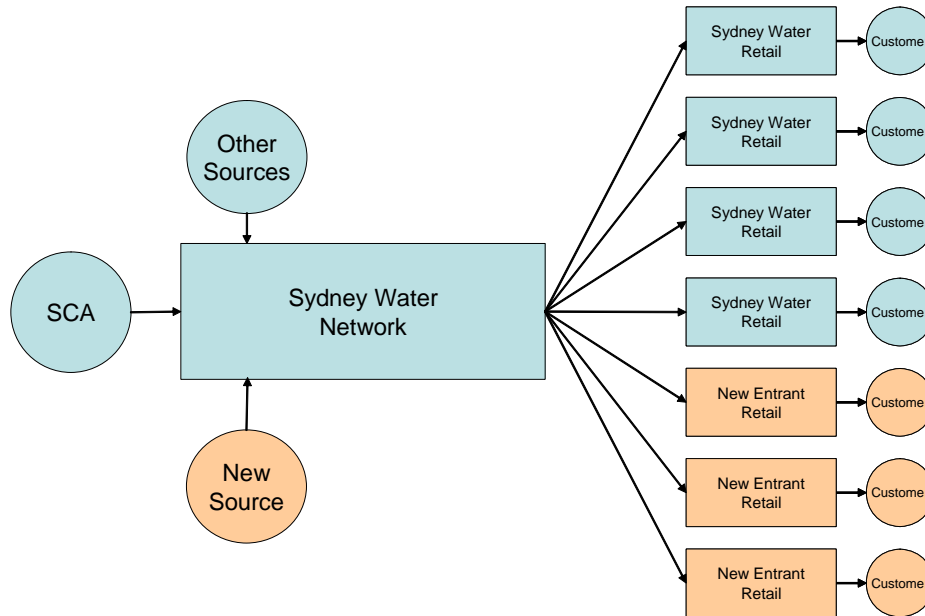 Sydney Water
Retail
Custome
Sydney Water
Retail
Custome
Other
Sources
Sydney Water
Retail
Custome
SCA
Sydney Water
Network
Sydney Water
Retail
Custome
New Entrant
Retail
Custome
New
Source
New Entrant
Retail
Custome
New Entrant
Retail
Custome